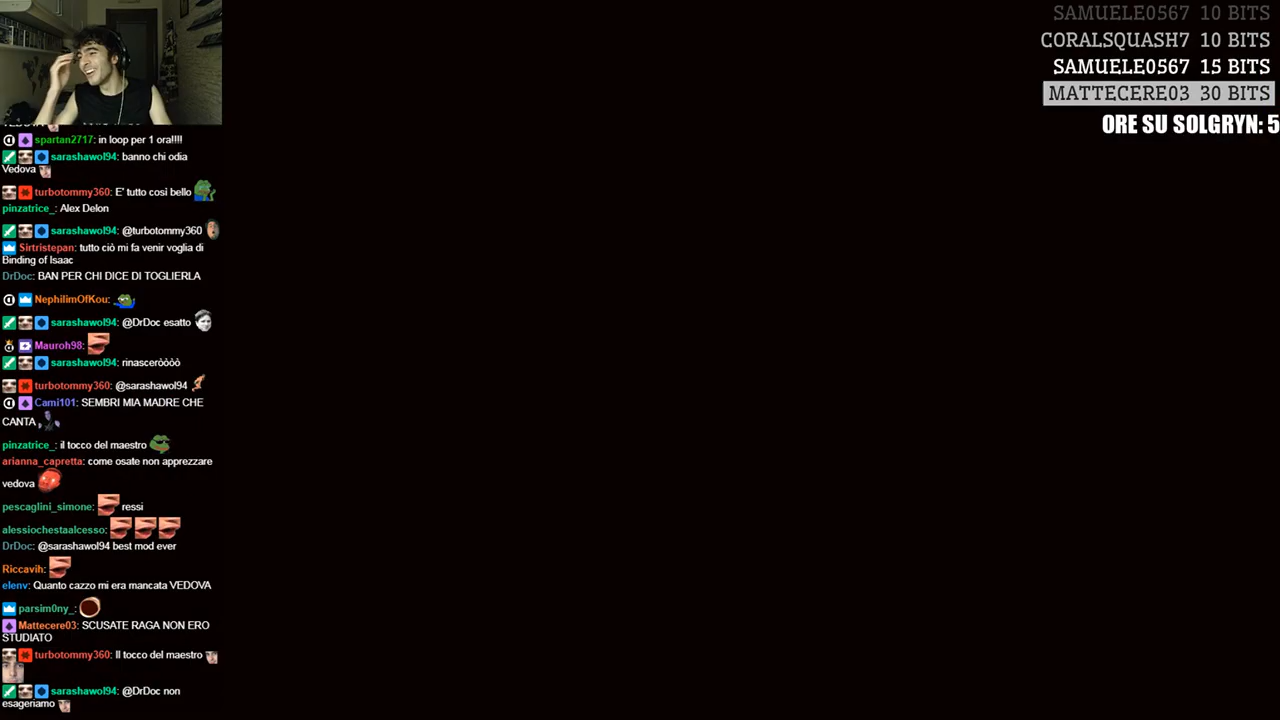 SAMUELE0567 10 BITS
CORALSQUASH7 10 BITS
SAMUELE0567 15 BITS
MATTECERE03 30 BITS
ORE SU SOLGRYN: 5
spartan2717: in loop per 1 ora!!!!
sarashawol94: banno chi odia
Vedova
turbotommy360: E' tutto così bello
pinzatrice_: Alex Delon
sarashawol94: @turbotommy360
Sirtristepan: tutto ciò mi fa venir voglia di
Binding of Isaac
DrDoc: BAN PER CHI DICE DI TOGLIERLA
NephilimOfKou:
sarashawol94: @DrDoc esatto
Mauroh98:
sarashawol94: rinasceròòòò
turbotommy360: @sarashawol94
Cami101: SEMBRI MIA MADRE CHE
CANTA
pinzatrice_: il tocco del maestro
arianna_capretta: come osate non apprezzare
vedova
pescaglini_simone: ressi
alessiochestaalcesso:
DrDoc: @sarashawol94 best mod ever
Riccavih:
elenv: Quanto cazzo mi era mancata VEDOVA
parsim0ny_:
Mattecere03: SCUSATE RAGA NON ERO
STUDIATO
turbotommy360: Il tocco del maestro
sarashawol94: @DrDoc non
esageriamo